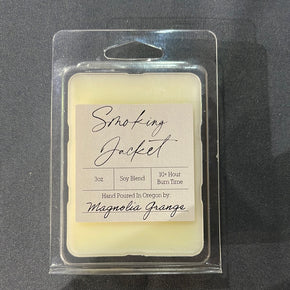 Smoking
Jacket
3oz Soy Blend 10+ Hour
Burn Time
Hand Poured In Oregon by:
Magnolia Grange